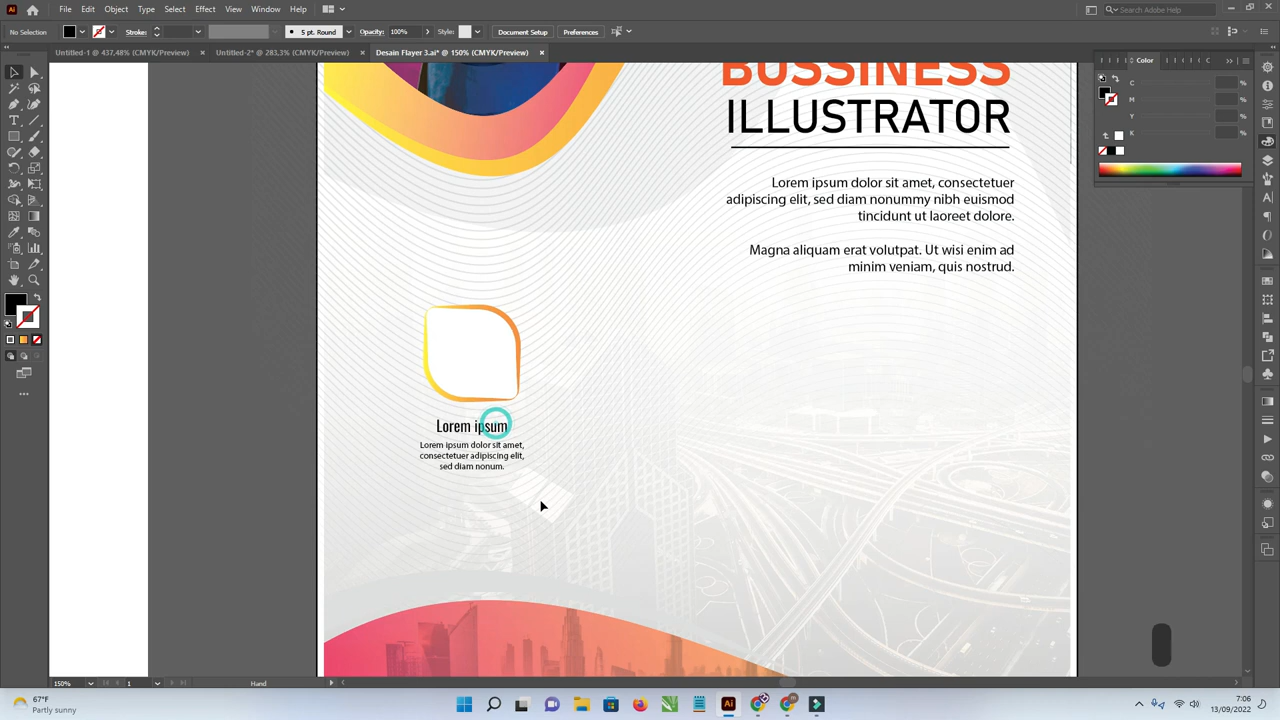 File Edit Object Type Select Effect View Window Help
Search Adobe Help
No Selection
Stroke:
5 pt. Round
Opacity: 100%
Style:
Document Setup
Preferences
Untitled-1 @ 437,48% (CMYK/Preview) ×
Untitled-2* @ 283,3% (CMYK/Preview) ×
Desain Flayer 3.ai* @ 150% (CMYK/Preview) ×
Color
C %
M %
Y %
K %
BUSSINESS
ILLUSTRATOR
Lorem ipsum dolor sit amet, consectetuer
adipiscing elit, sed diam nonummy nibh euismod
tincidunt ut laoreet dolore.
Magna aliquam erat volutpat. Ut wisi enim ad
minim veniam, quis nostrud.
Lorem ipsum
Lorem ipsum dolor sit amet,
consectetuer adipiscing elit,
sed diam nonum.
150% 1 Hand
67°F
Partly sunny
7:06
13/09/2022